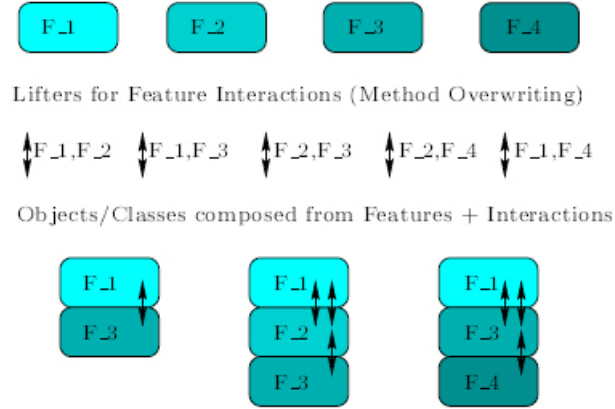 F_1 F_2 F_3 F_4
Lifters for Feature Interactions (Method Overwriting)
F_1,F_2 F_1,F_3 F_2,F_3 F_2,F_4 F_1,F_4
Objects/Classes composed from Features + Interactions
F_1 F_1 F_1
F_3 F_2 F_3
F_3 F_4